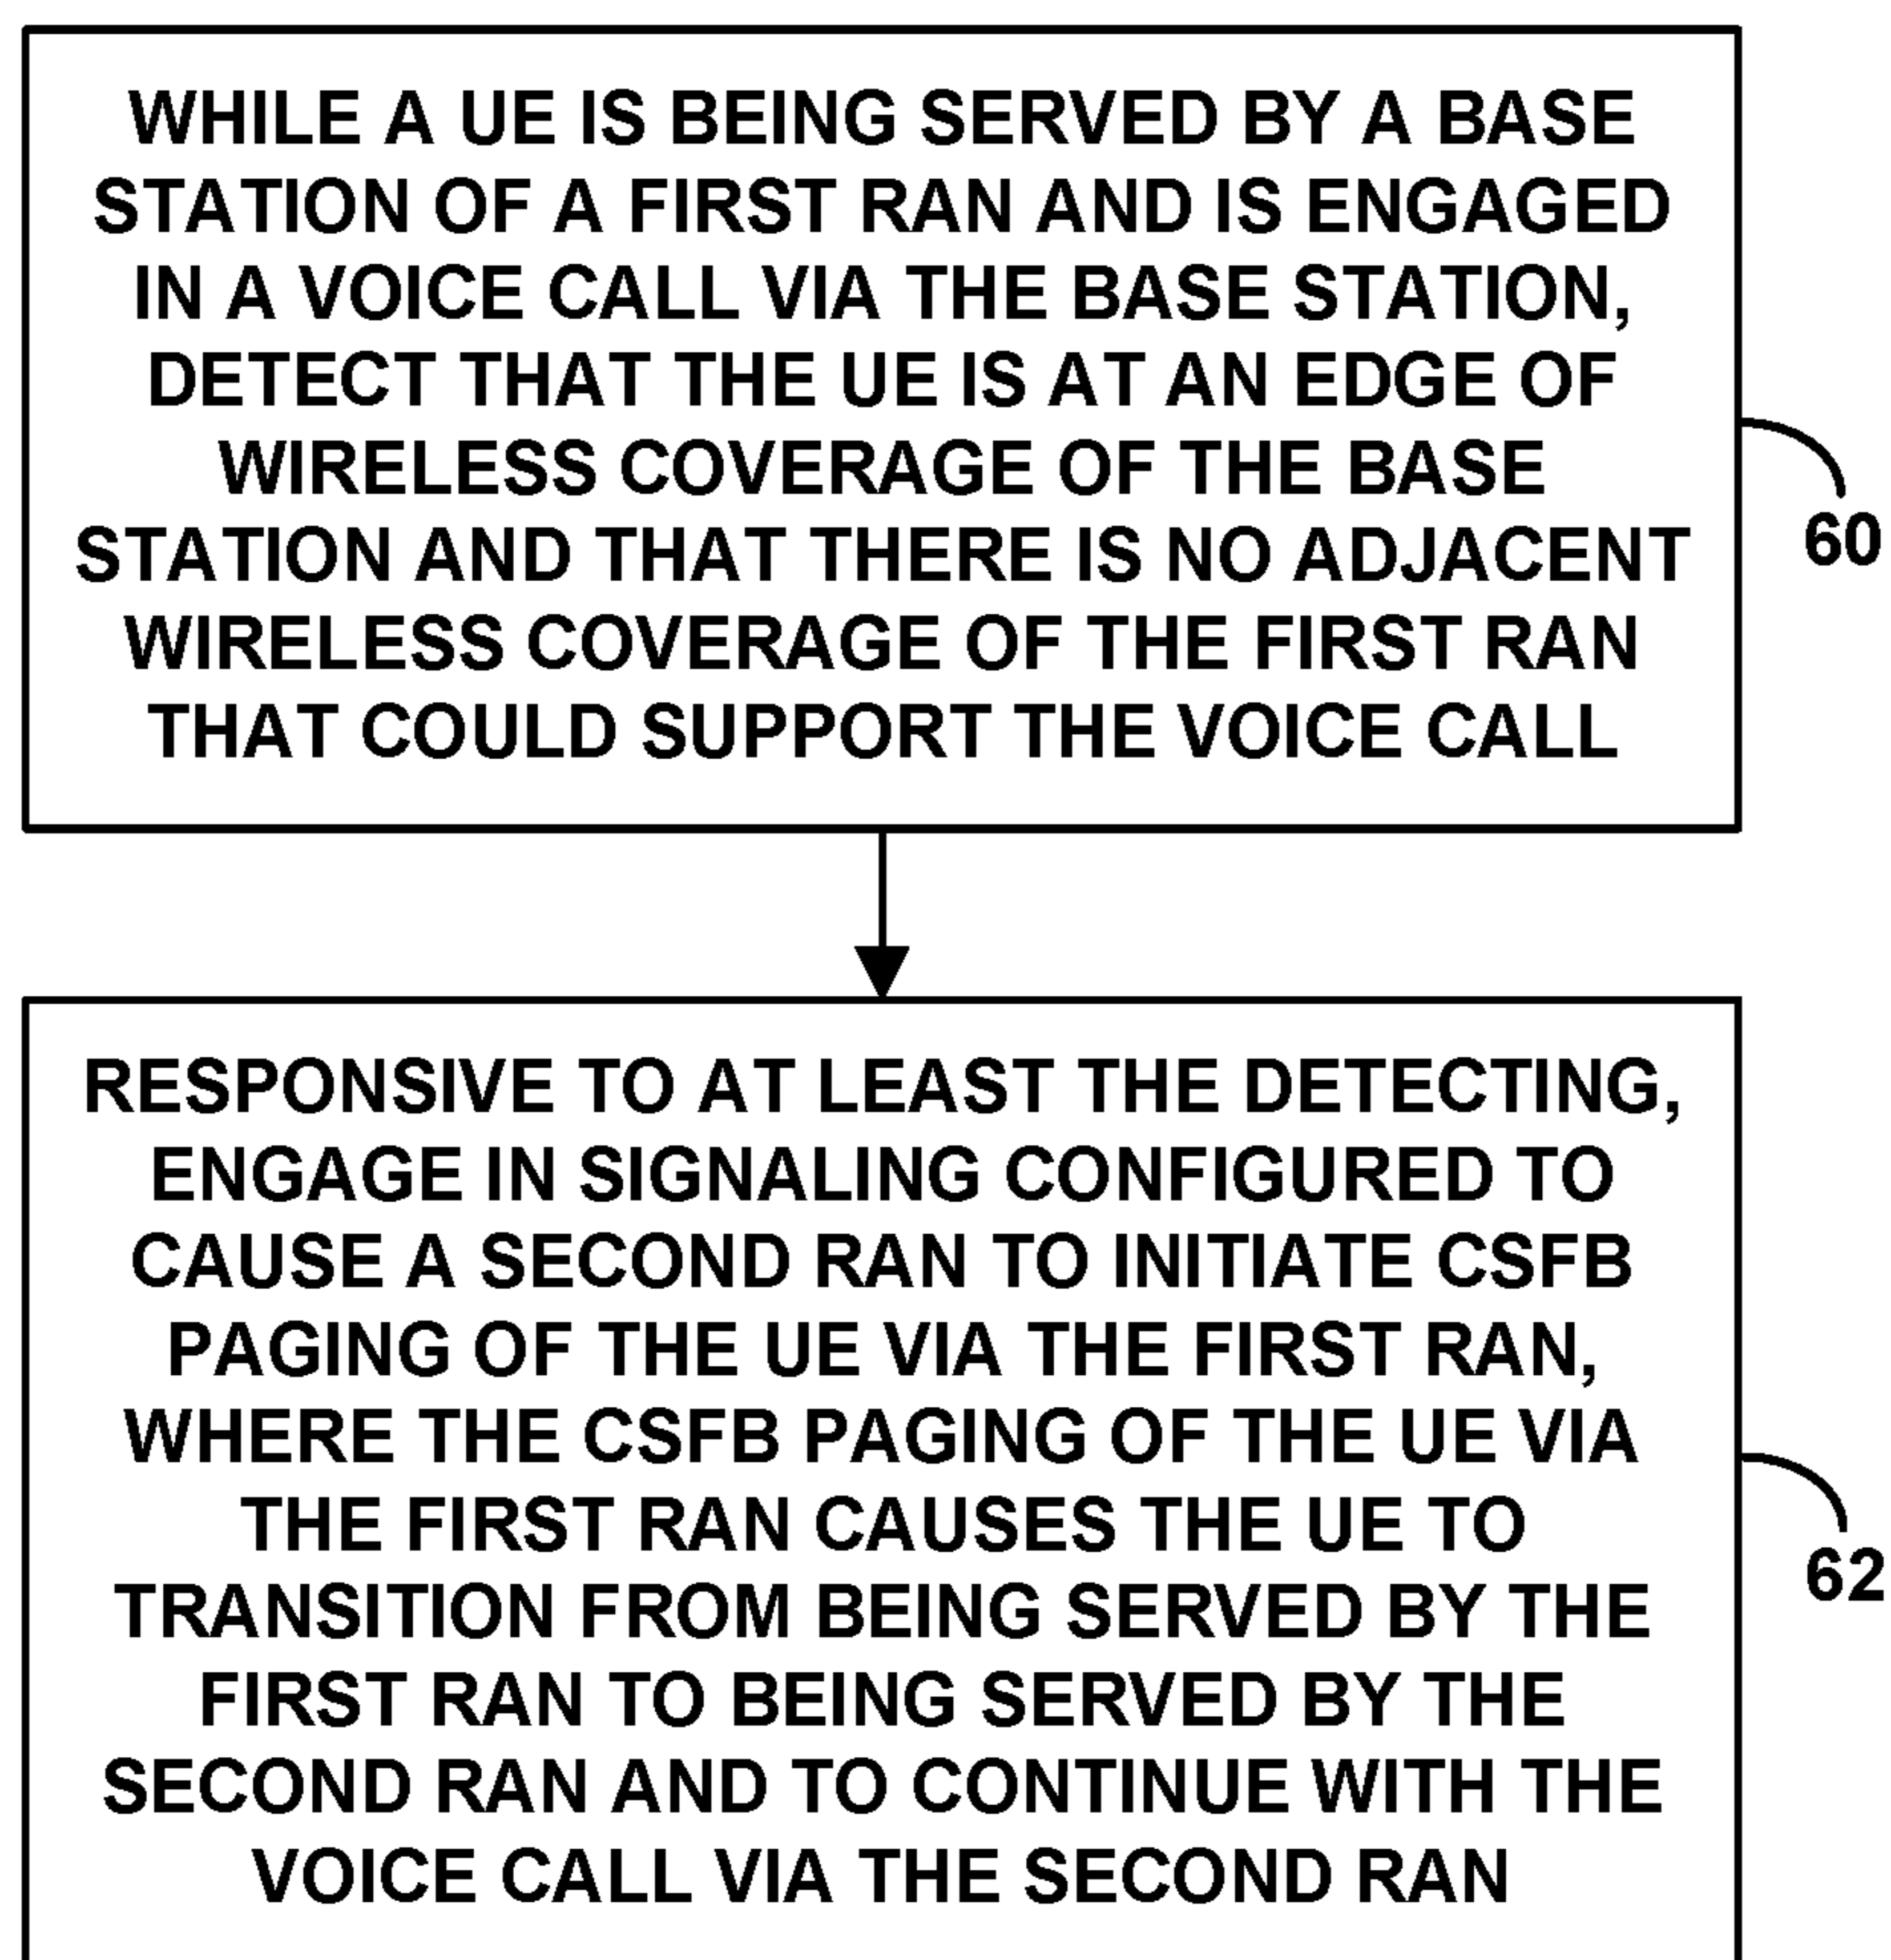 WHILE A UE IS BEING SERVED BY A BASE
STATION OF A FIRST RAN AND IS ENGAGED
IN A VOICE CALL VIA THE BASE STATION,
DETECT THAT THE UE IS AT AN EDGE OF
WIRELESS COVERAGE OF THE BASE
STATION AND THAT THERE IS NO ADJACENT
WIRELESS COVERAGE OF THE FIRST RAN
THAT COULD SUPPORT THE VOICE CALL
60
RESPONSIVE TO AT LEAST THE DETECTING,
ENGAGE IN SIGNALING CONFIGURED TO
CAUSE A SECOND RAN TO INITIATE CSFB
PAGING OF THE UE VIA THE FIRST RAN,
WHERE THE CSFB PAGING OF THE UE VIA
THE FIRST RAN CAUSES THE UE TO
TRANSITION FROM BEING SERVED BY THE
FIRST RAN TO BEING SERVED BY THE
SECOND RAN AND TO CONTINUE WITH THE
VOICE CALL VIA THE SECOND RAN
62